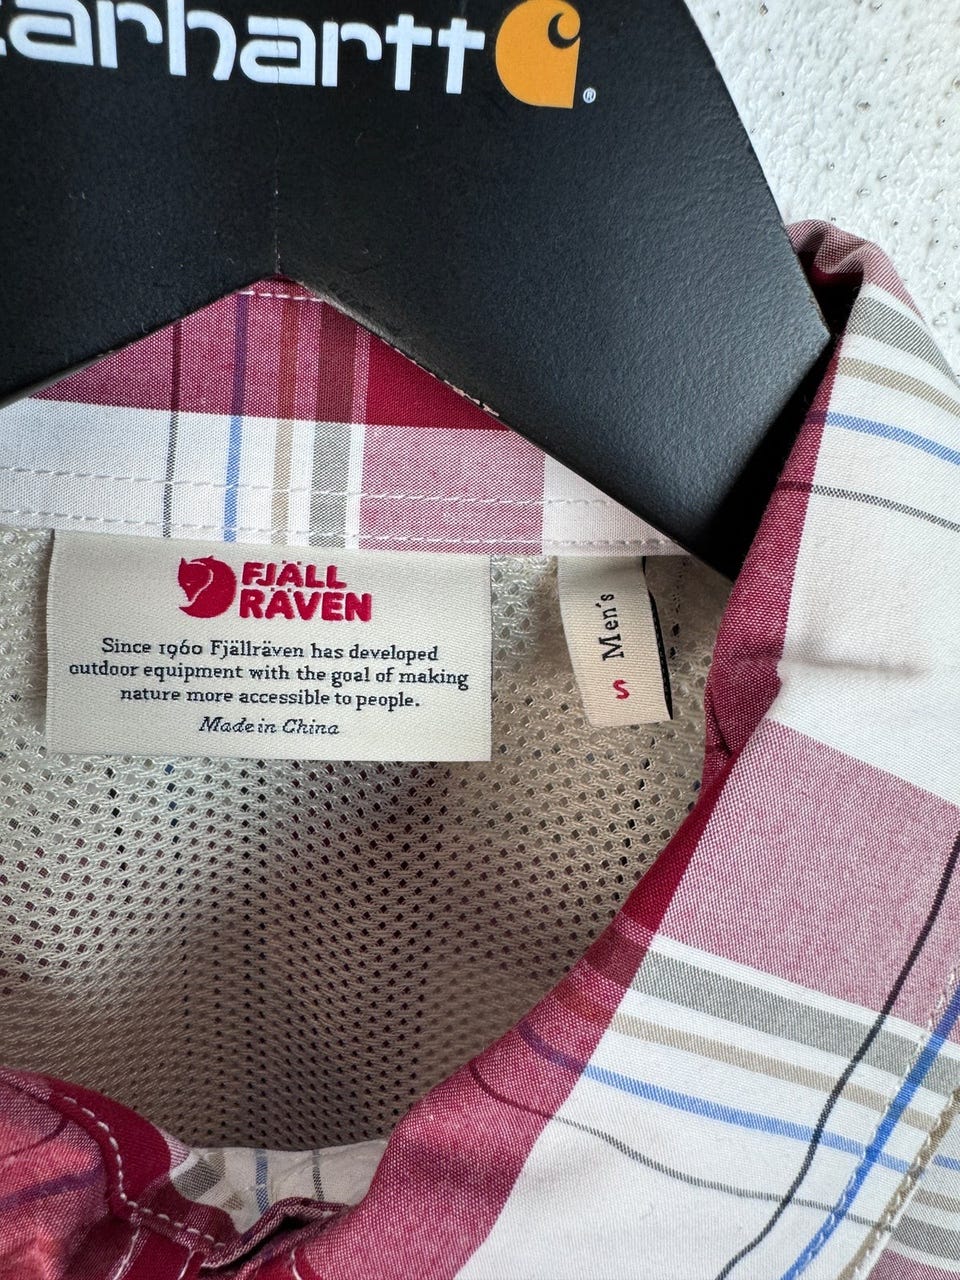 carhartt
®
FJÄLL
RÄVEN
Since 1960 Fjällräven has developed
outdoor equipment with the goal of making
nature more accessible to people.
Made in China
Men's
S